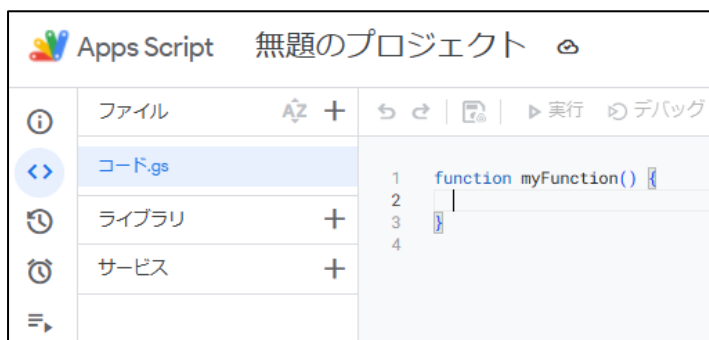 Apps Script 無題のプロジェクト
ファイル AZ
実行 デバッグ
コード.gs
ライブラリ
サービス
1 function myFunction() {
2
3 }
4